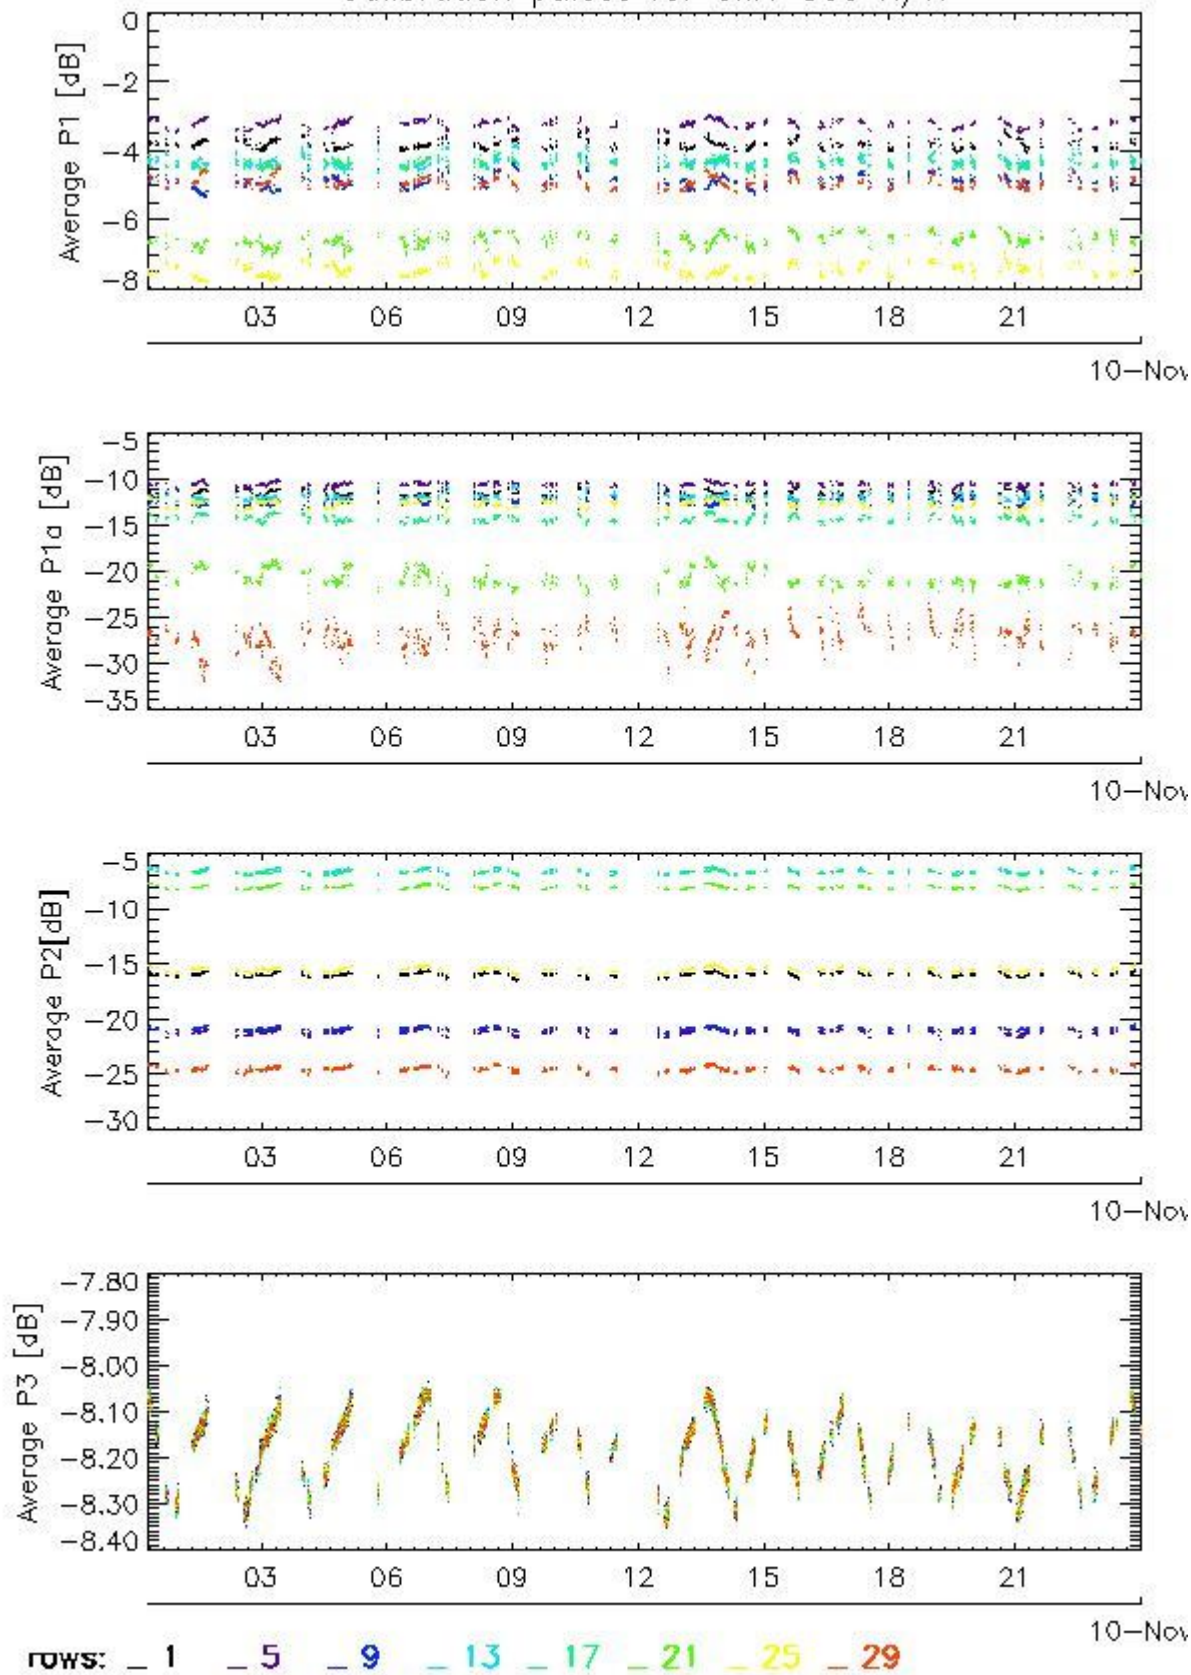 0
−2
−4
−6
−8
Average P1 [dB]
03 06 09 12 15 18 21
10−Nov
−5
−10
−15
−20
−25
−30
−35
Average P1a [dB]
03 06 09 12 15 18 21
10−Nov
−5
−10
−15
−20
−25
−30
Average P2[dB]
03 06 09 12 15 18 21
10−Nov
−7.80
−7.90
−8.00
−8.10
−8.20
−8.30
−8.40
Average P3 [dB]
03 06 09 12 15 18 21
10−Nov
rows: _ 1 _ 5 _ 9 _ 13 _ 17 _ 21 _ 25 _ 29